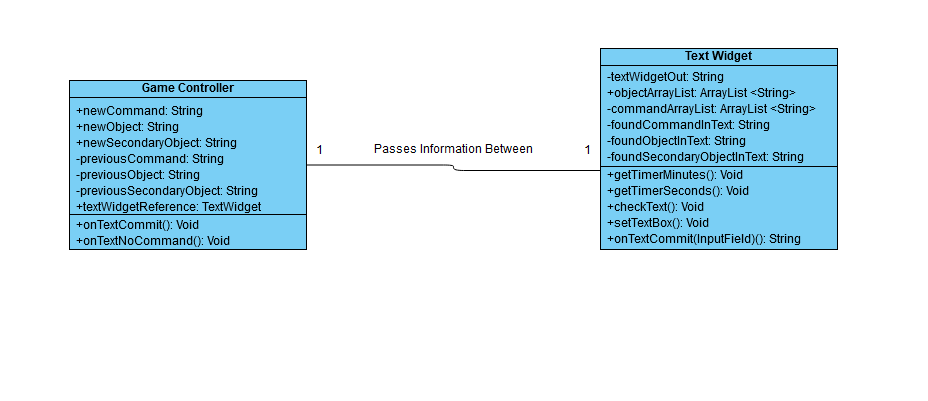 Game Controller
+newCommand: String
+newObject: String
+newSecondaryObject: String
-previousCommand: String
-previousObject: String
-previousSecondaryObject: String
+textWidgetReference: TextWidget
+onTextCommit(): Void
+onTextNoCommand(): Void
1
Passes Information Between
1
Text Widget
-textWidgetOut: String
+objectArrayList: ArrayList <String>
-commandArrayList: ArrayList <String>
-foundCommandInText: String
-foundObjectInText: String
-foundSecondaryObjectInText: String
+getTimerMinutes(): Void
+getTimerSeconds(): Void
+checkText(): Void
+setTextBox(): Void
+onTextCommit(InputField)(): String